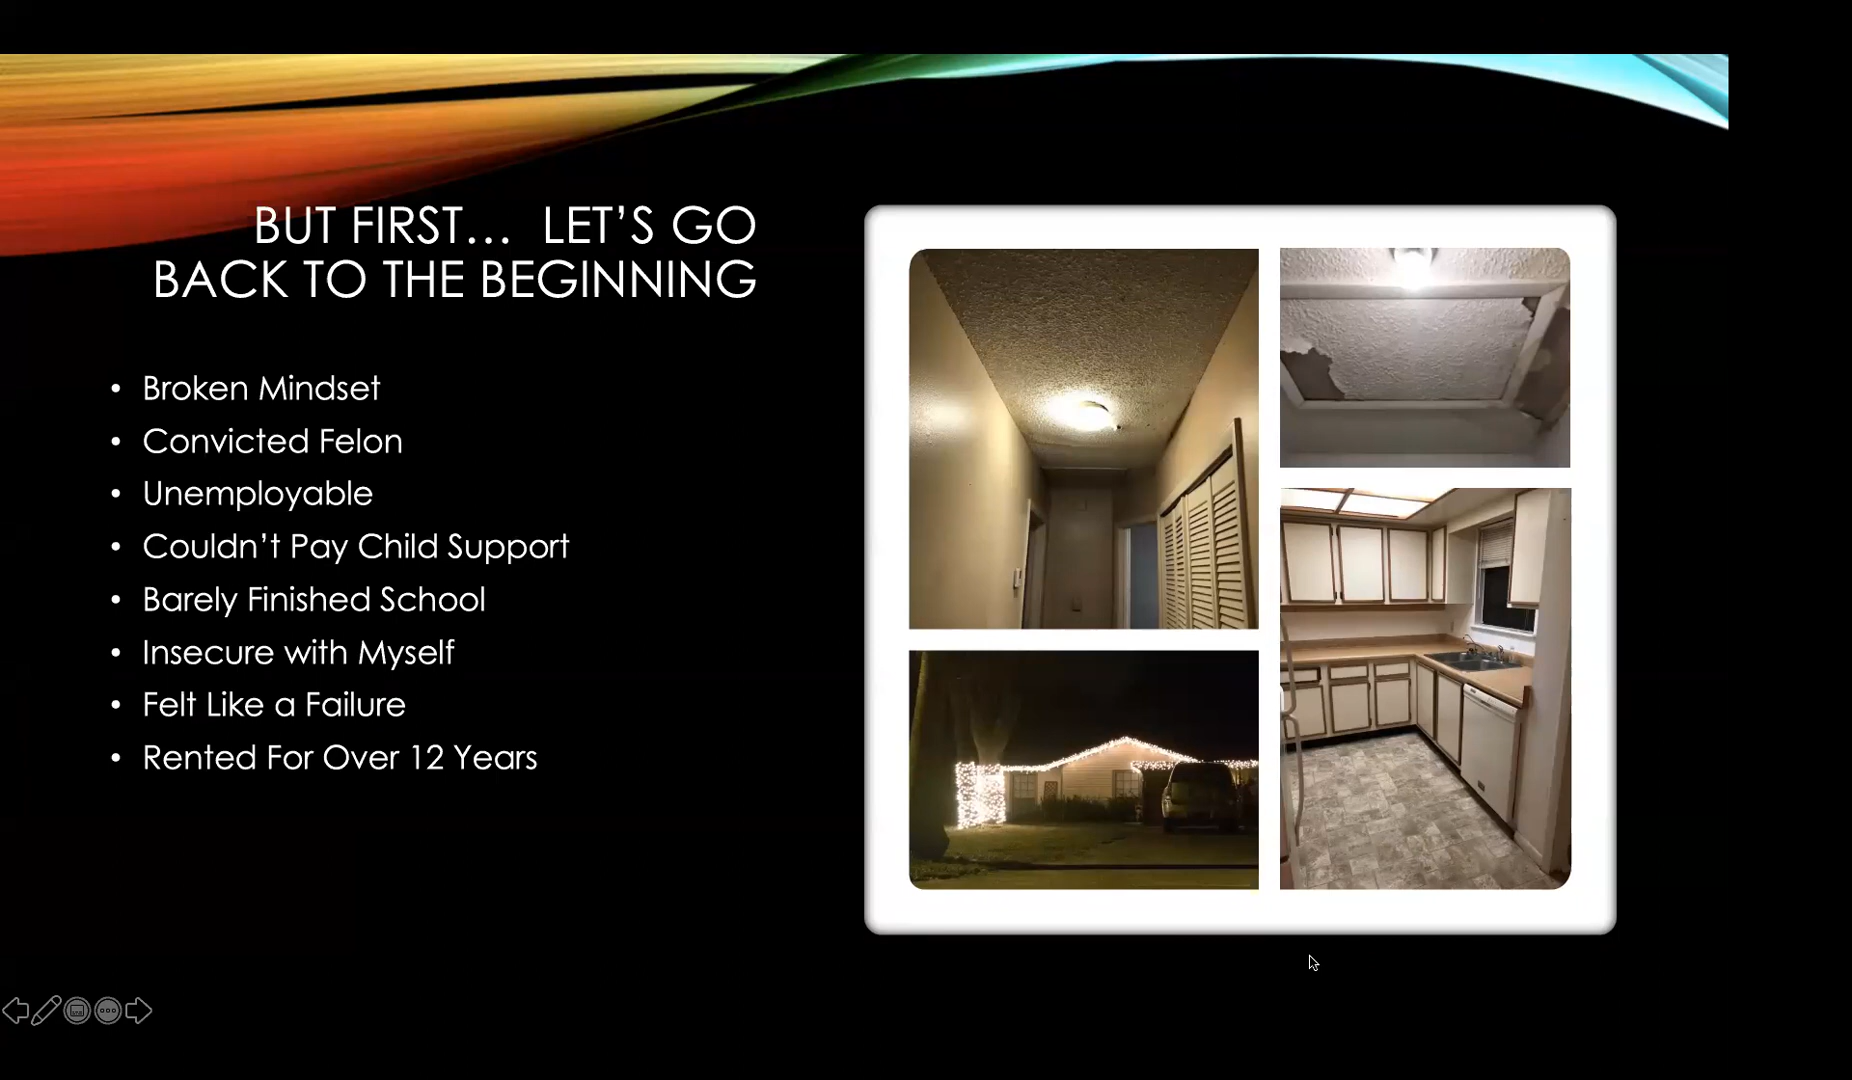 BUT FIRST...  LET'S GO
BACK TO THE BEGINNING
• Broken Mindset
• Convicted Felon
• Unemployable
• Couldn't Pay Child Support
• Barely Finished School
• Insecure with Myself
• Felt Like a Failure
• Rented For Over 12 Years